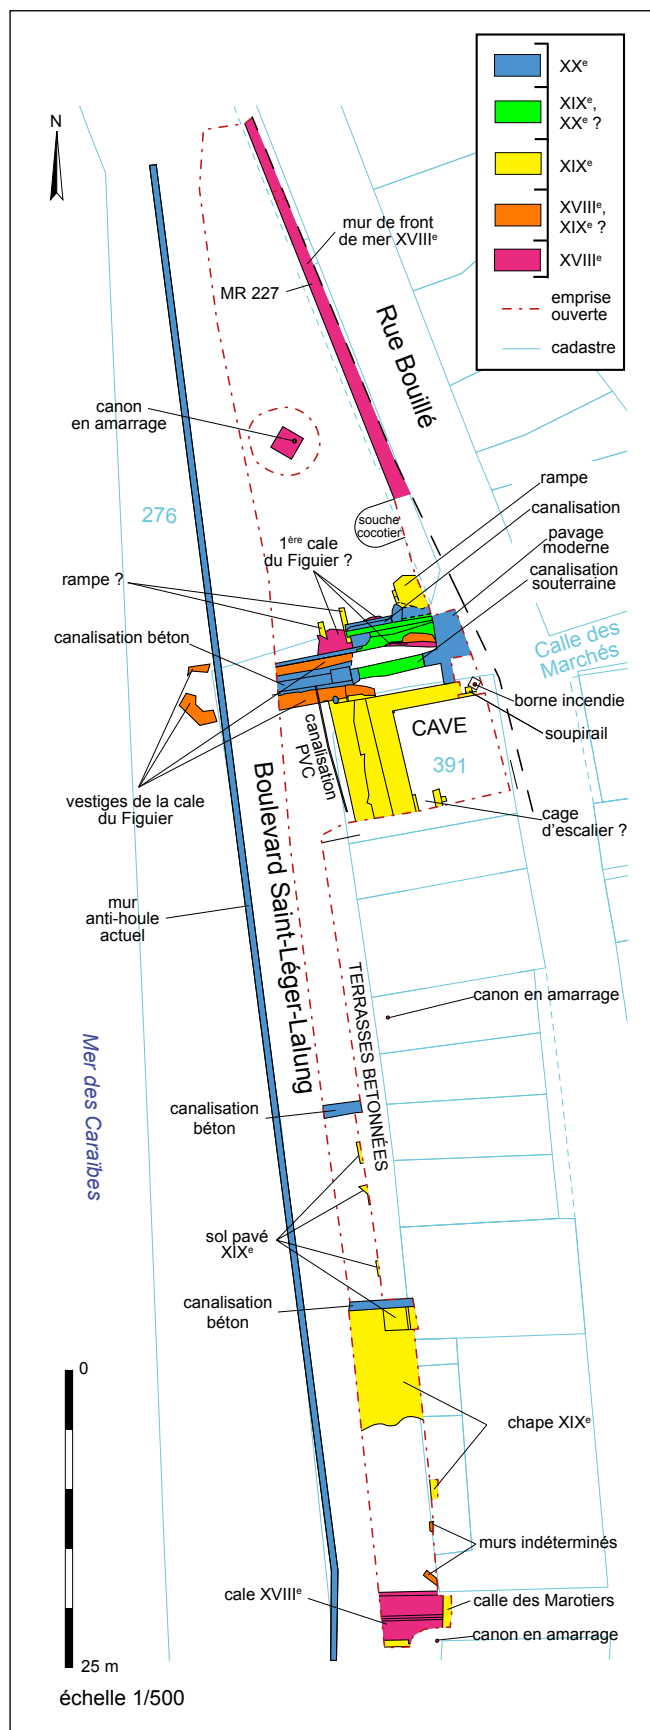 XXe
XIXe,
XXe ?
XIXe
XVIIIe,
XIXe ?
XVIIIe
emprise
ouverte
cadastre
N
mur de front
de mer XVIIIe
MR 227
Rue Bouillé
canon
en amarrage
276
souche
cocotier
rampe
canalisation
pavage
moderne
canalisation
souterraine
1ère cale
du Figuier ?
rampe ?
canalisation béton
Calle des
Marchés
borne incendie
soupirail
CAVE
391
canalisation
PVC
vestiges de la cale
du Figuier
cage
d'escalier ?
Boulevard Saint-Léger-Lalung
mur
anti-houle
actuel
TERRASSES BETONNÉES
canon en amarrage
Mer des Caraïbes
canalisation
béton
sol pavé
XIXe
canalisation
béton
0
chape XIXe
murs indéterminés
cale XVIIIe
calle des Marotiers
canon en amarrage
25 m
échelle 1/500